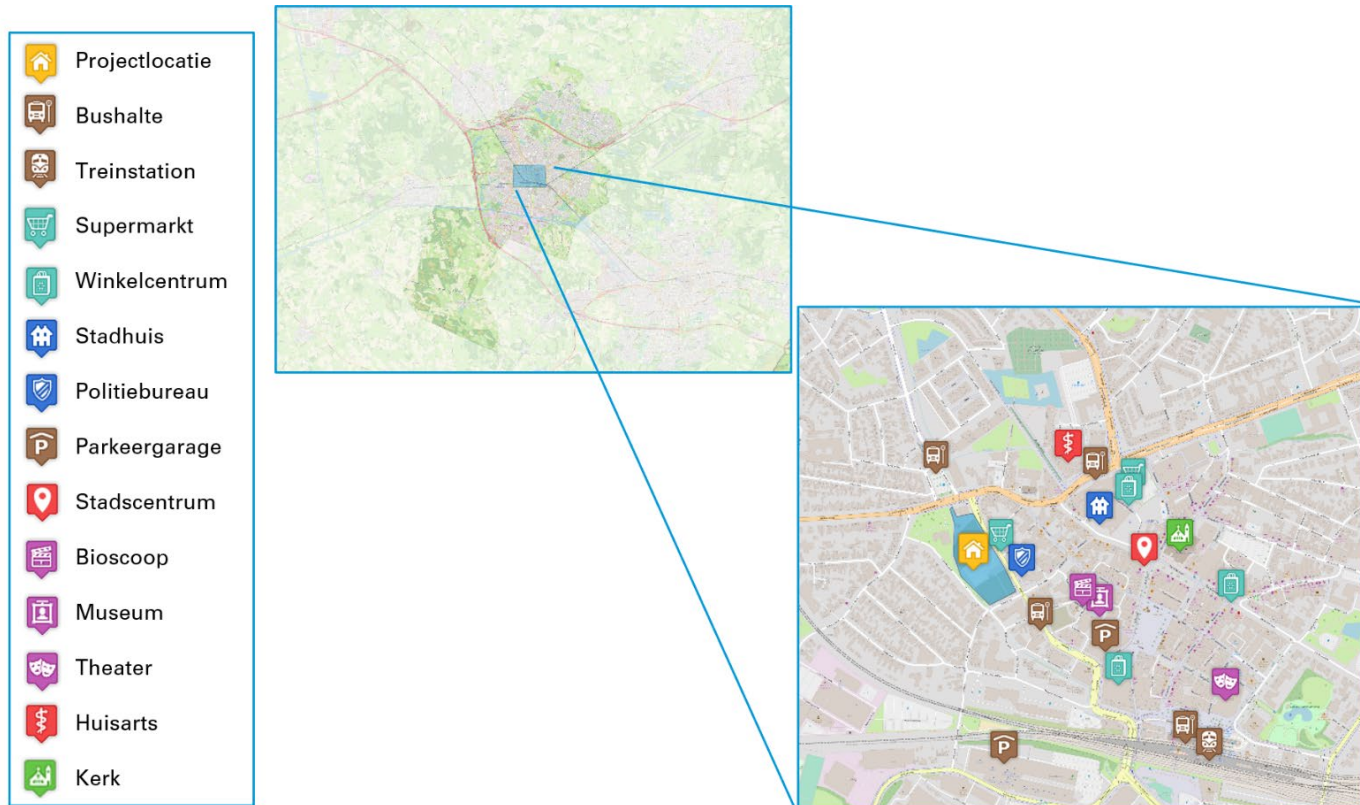 Projectlocatie
Bushalte
Treinstation
Supermarkt
Winkelcentrum
Stadhuis
Politiebureau
P Parkeergarage
Stadscentrum
Bioscoop
Museum
Theater
Huisarts
Kerk
P
P